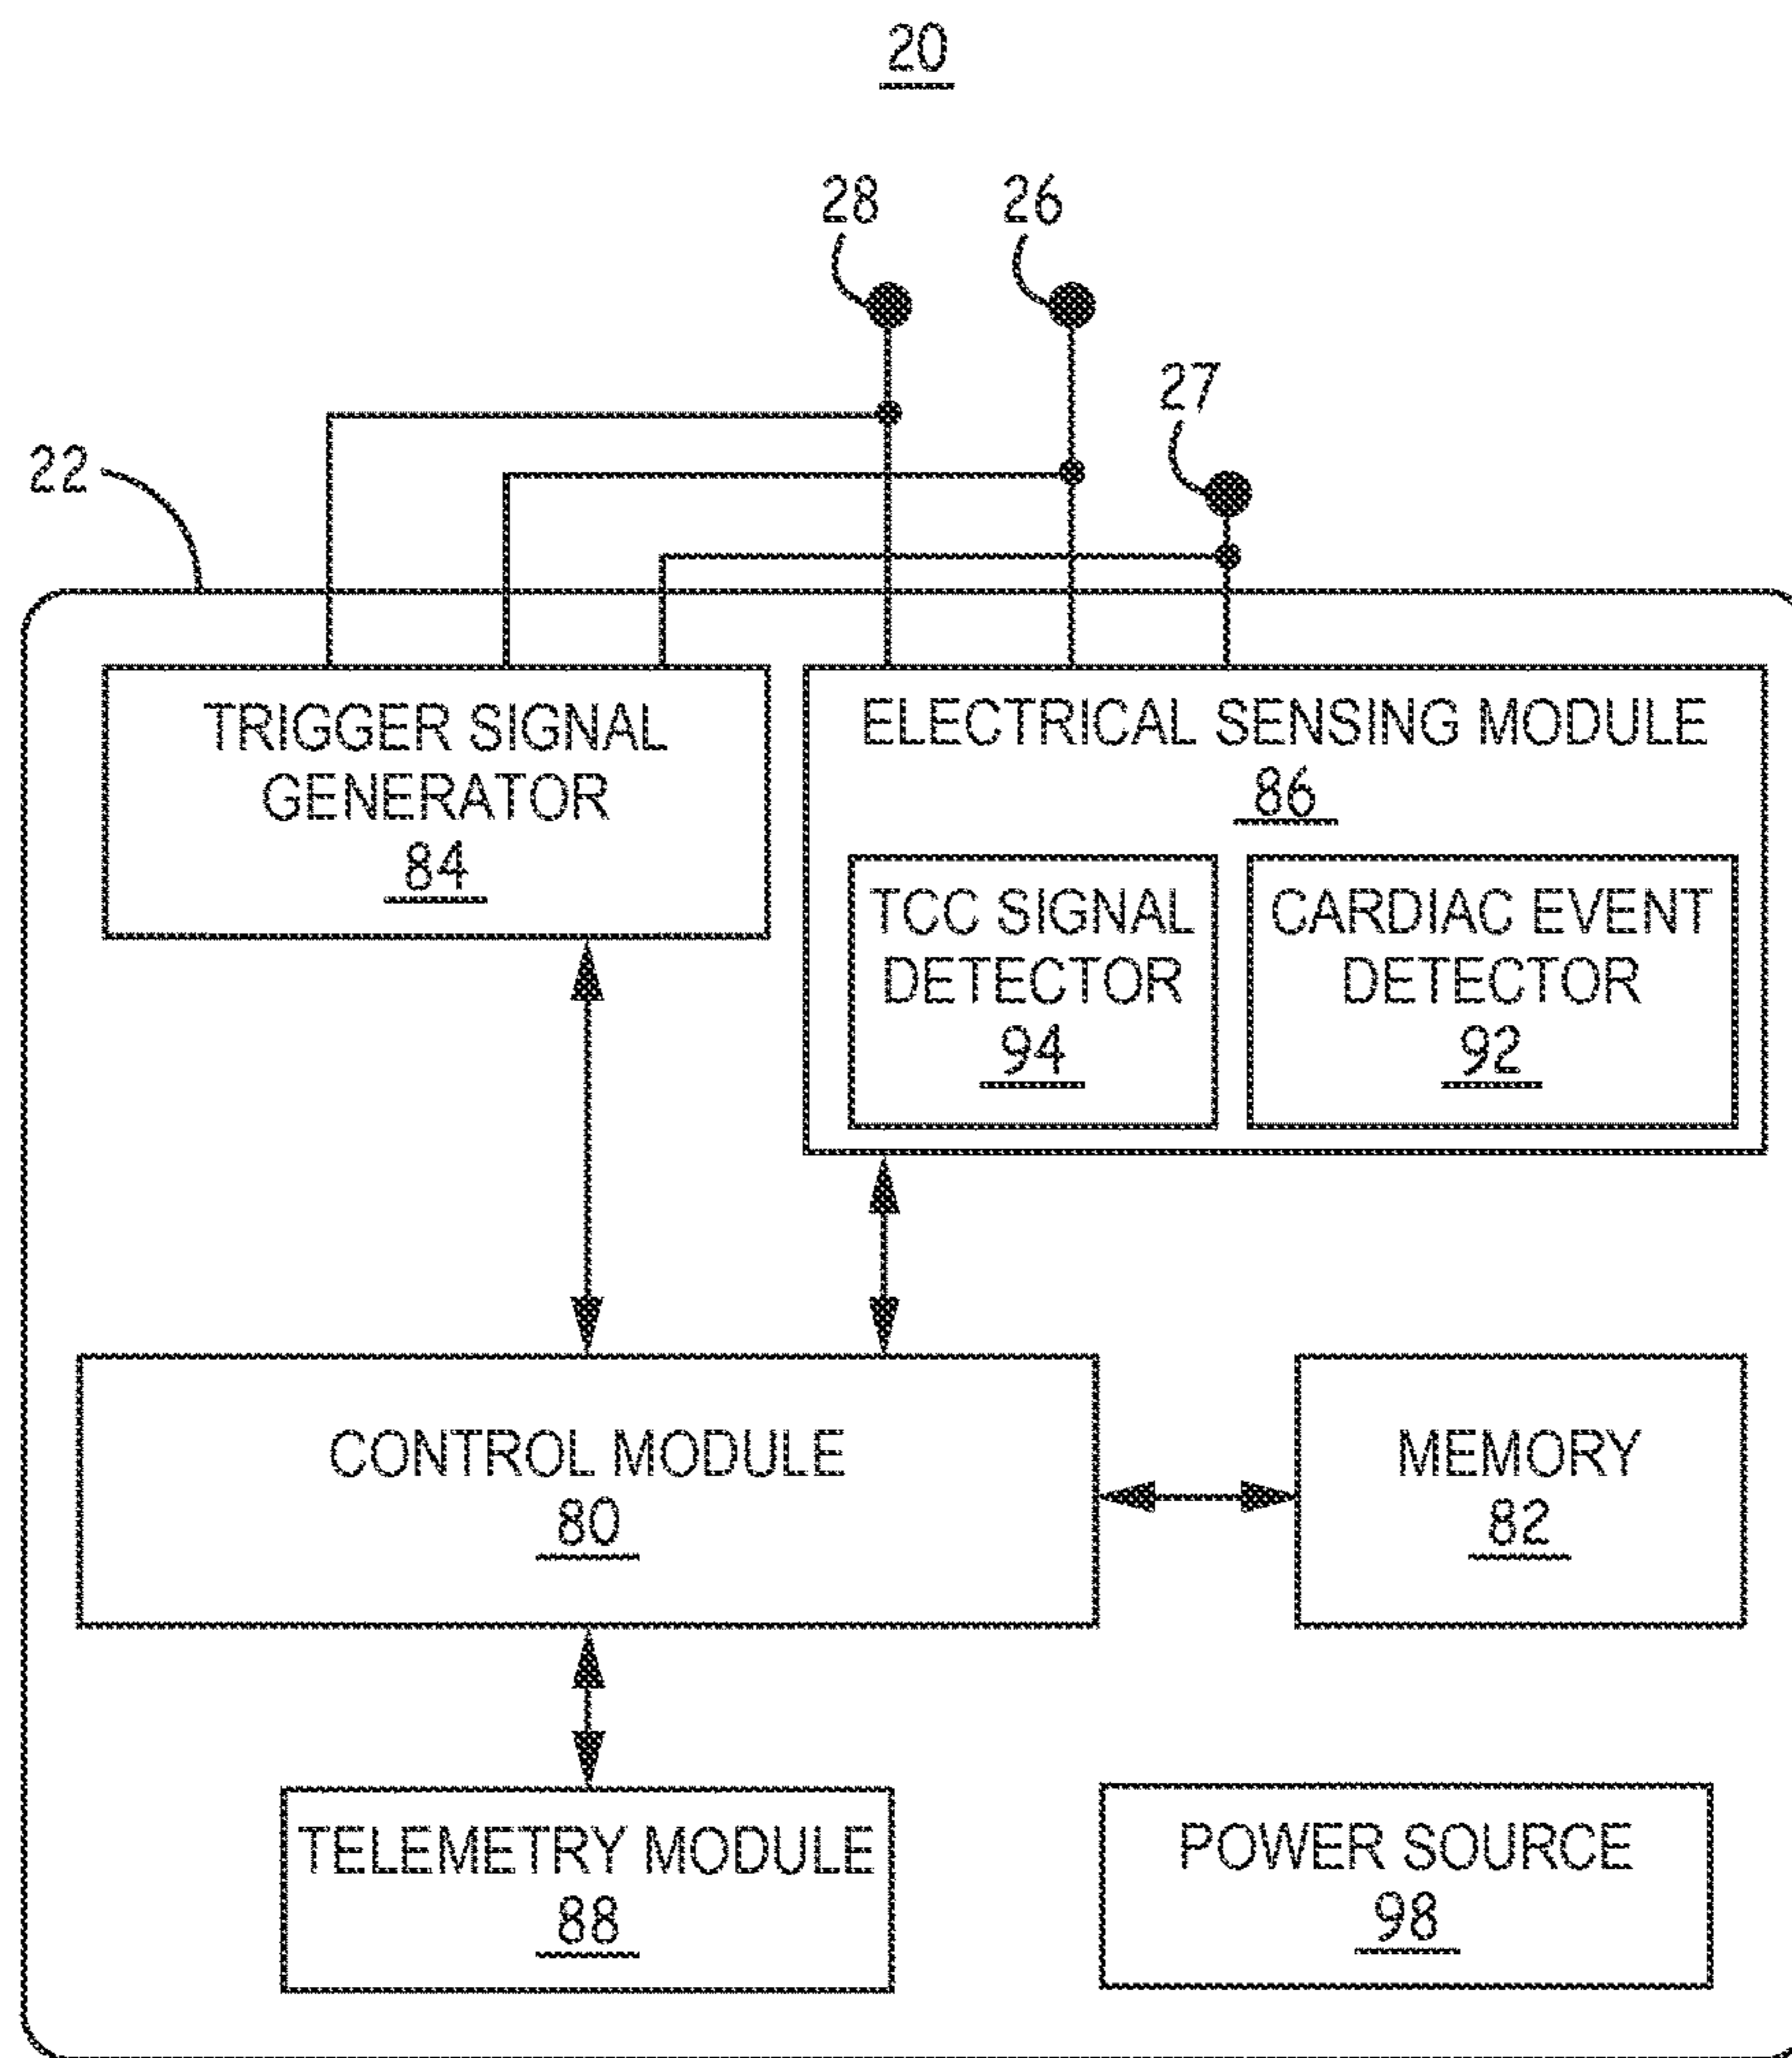 20
28
26
27
22
TRIGGER SIGNAL
GENERATOR
84
ELECTRICAL SENSING MODULE
86
TCC SIGNAL
DETECTOR
94
CARDIAC EVENT
DETECTOR
92
CONTROL MODULE
80
MEMORY
82
TELEMETRY MODULE
88
POWER SOURCE
98